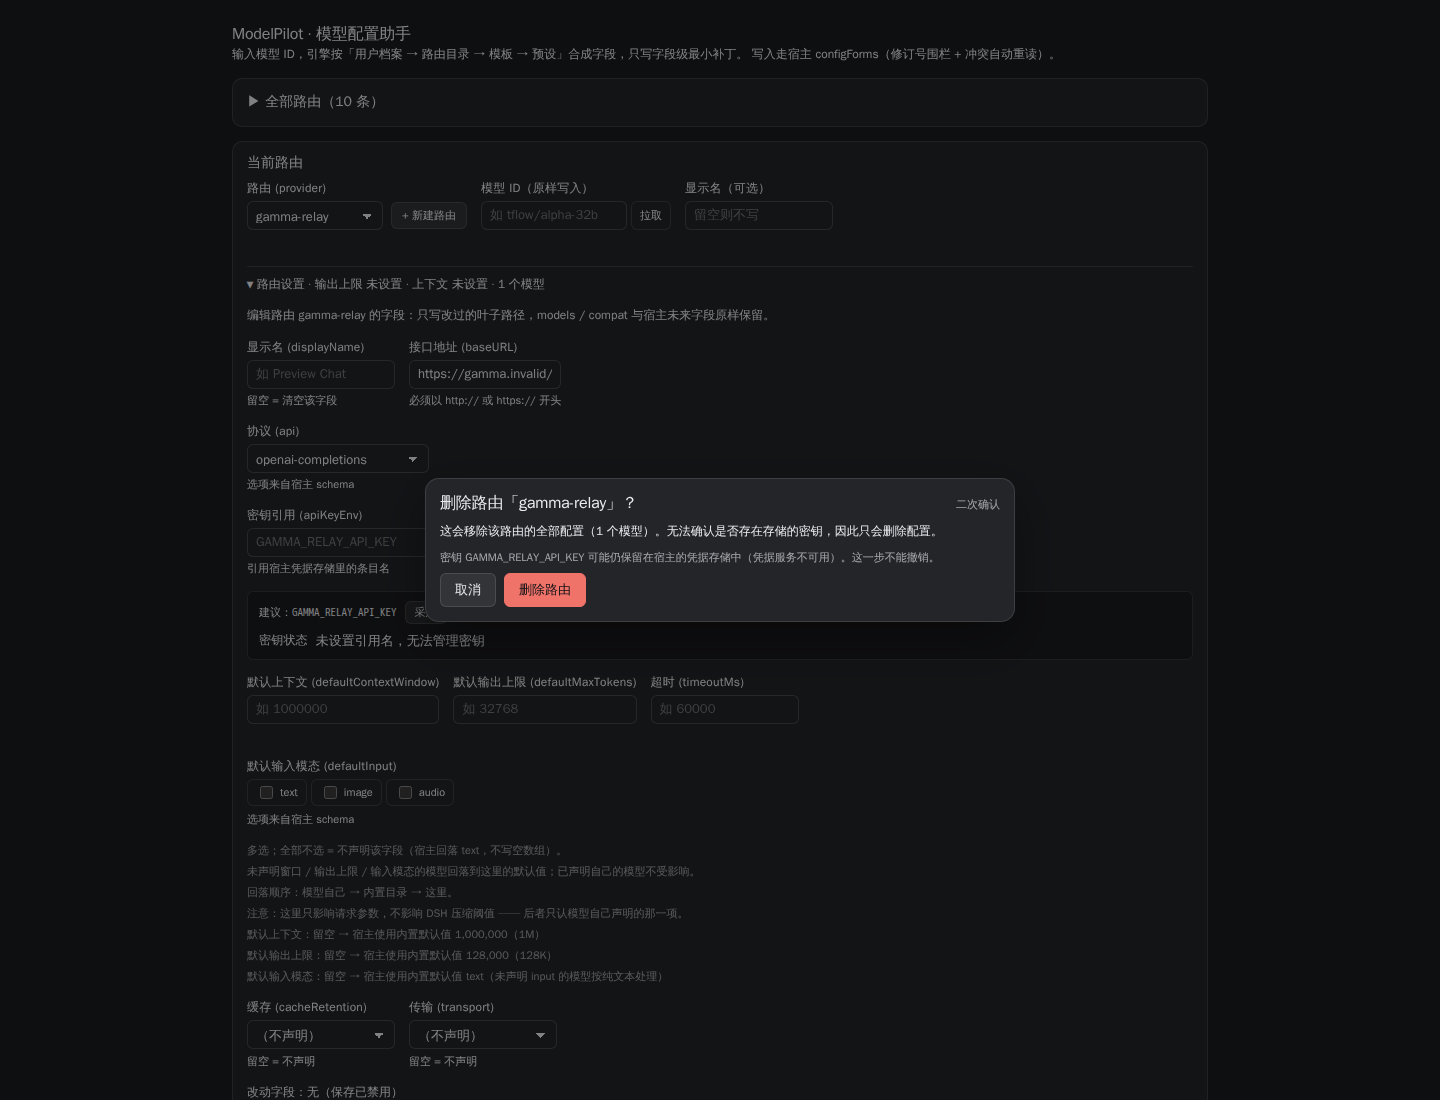 ModelPilot · 模型配置助手
输入模型 ID，引擎按「用户档案 → 路由目录 → 模板 → 预设」合成字段，只写字段级最小补丁。 写入走宿主 configForms（修订号围栏 + 冲突自动重读）。
▶ 全部路由（10 条）
当前路由
路由 (provider) 模型 ID（原样写入） 显示名（可选）
gamma-relay + 新建路由 如 tflow/alpha-32b 拉取 留空则不写
▼ 路由设置 · 输出上限 未设置 · 上下文 未设置 · 1 个模型
编辑路由 gamma-relay 的字段：只写改过的叶子路径，models / compat 与宿主未来字段原样保留。
显示名 (displayName) 接口地址 (baseURL)
如 Preview Chat https://gamma.invalid/
留空 = 清空该字段 必须以 http:// 或 https:// 开头
协议 (api)
openai-completions
选项来自宿主 schema
删除路由「gamma-relay」？ 二次确认
这会移除该路由的全部配置（1 个模型）。无法确认是否存在存储的密钥，因此只会删除配置。
密钥 GAMMA_RELAY_API_KEY 可能仍保留在宿主的凭据存储中（凭据服务不可用）。这一步不能撤销。
取消 删除路由
密钥引用 (apiKeyEnv)
GAMMA_RELAY_API_KEY
引用宿主凭据存储里的条目名
建议：GAMMA_RELAY_API_KEY
密钥状态 未设置引用名，无法管理密钥
默认上下文 (defaultContextWindow) 默认输出上限 (defaultMaxTokens) 超时 (timeoutMs)
如 1000000 如 32768 如 60000
默认输入模态 (defaultInput)
text image audio
选项来自宿主 schema
多选；全部不选 = 不声明该字段（宿主回落 text，不写空数组）。
未声明窗口 / 输出上限 / 输入模态的模型回落到这里的默认值；已声明自己的模型不受影响。
回落顺序：模型自己 → 内置目录 → 这里。
注意：这里只影响请求参数，不影响 DSH 压缩阈值 —— 后者只认模型自己声明的那一项。
默认上下文：留空 → 宿主使用内置默认值 1,000,000（1M）
默认输出上限：留空 → 宿主使用内置默认值 128,000（128K）
默认输入模态：留空 → 宿主使用内置默认值 text（未声明 input 的模型按纯文本处理）
缓存 (cacheRetention) 传输 (transport)
（不声明） （不声明）
留空 = 不声明 留空 = 不声明
改动字段：无（保存已禁用）